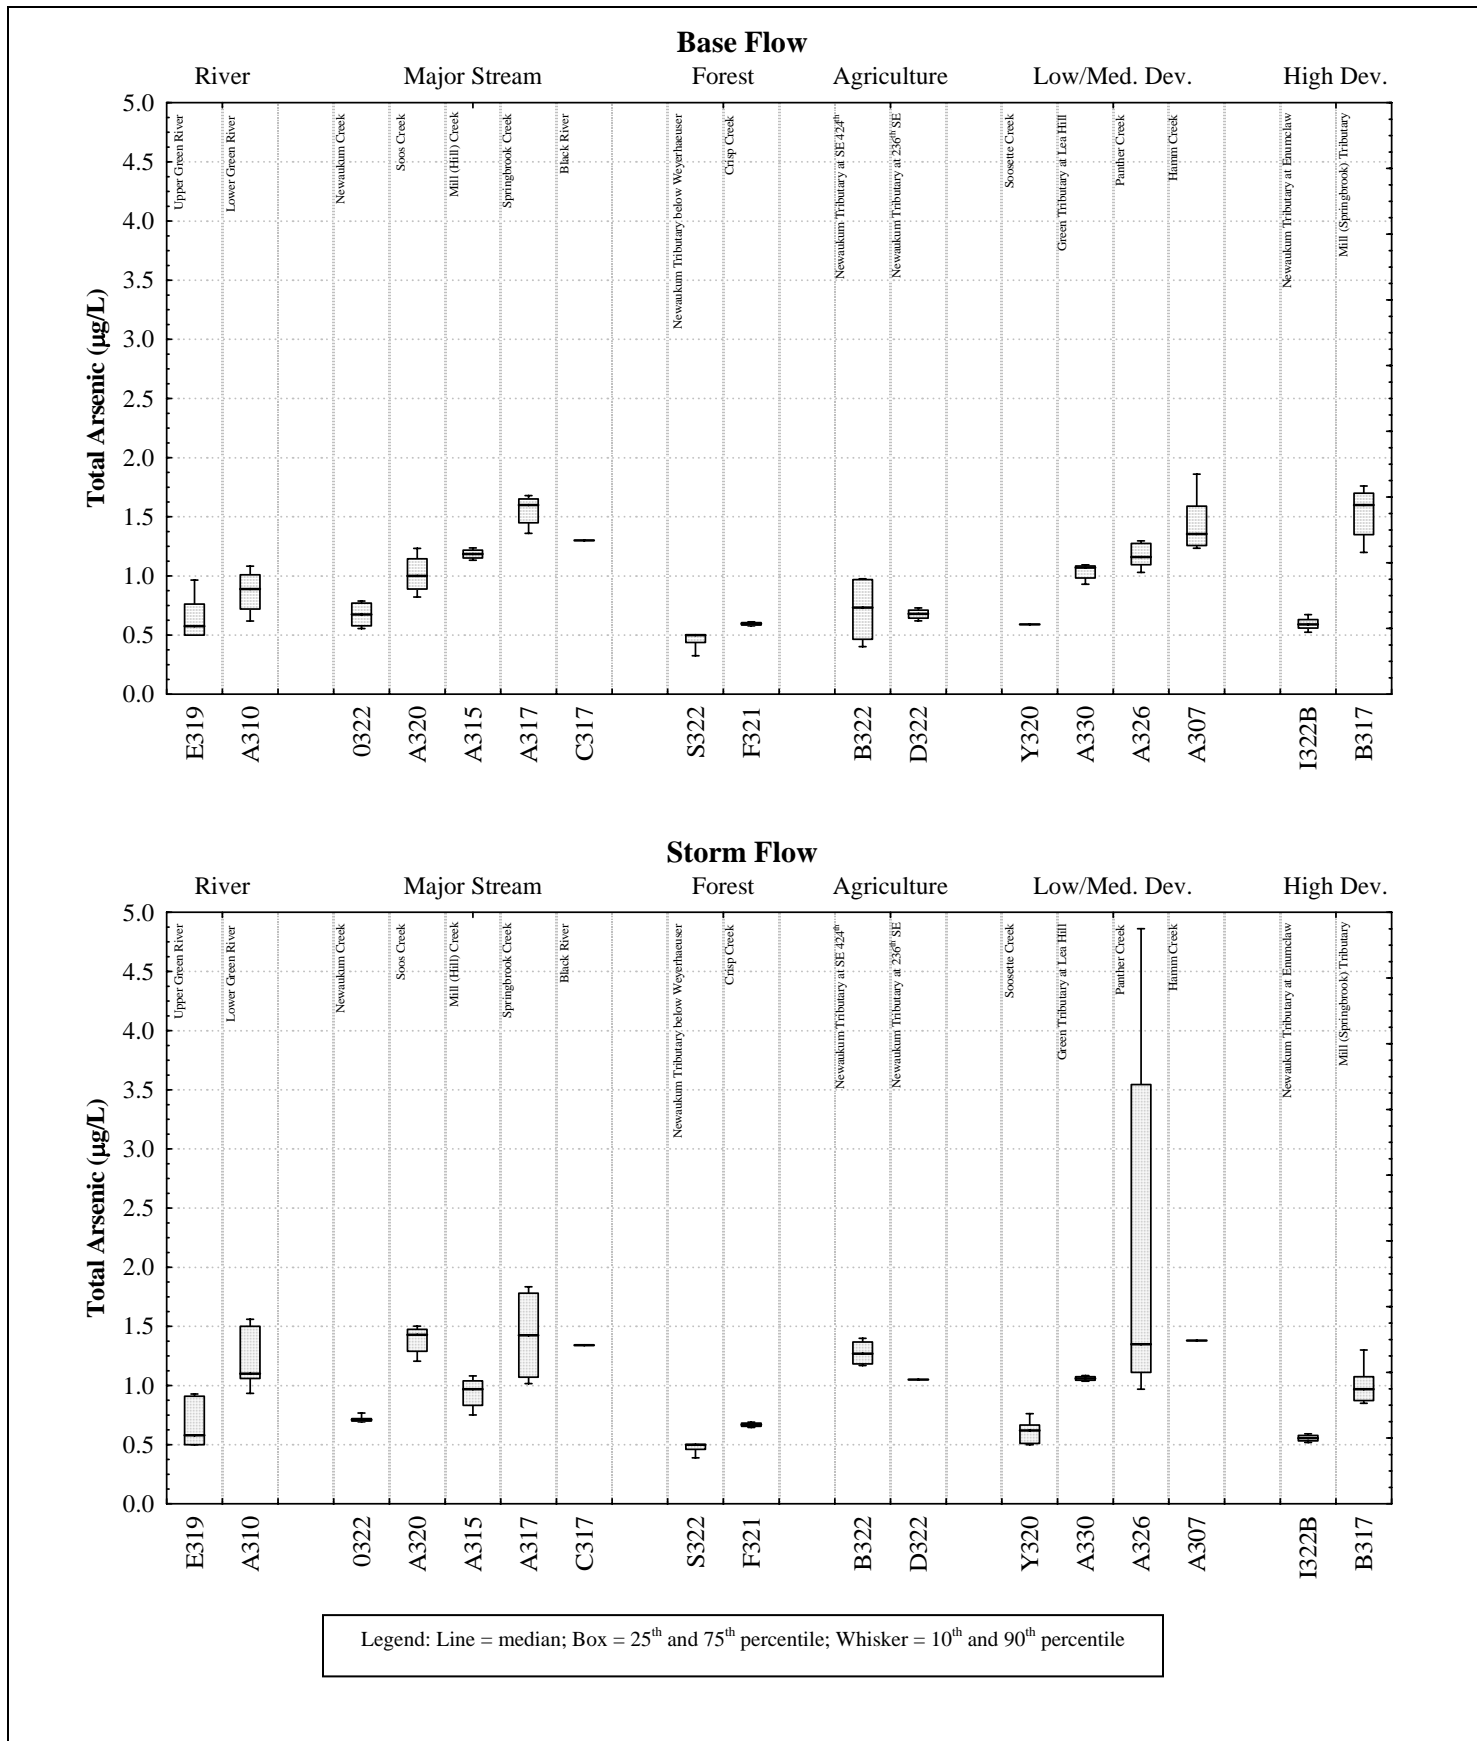 Base Flow
River Major Stream Forest Agriculture Low/Med. Dev. High Dev.
Total Arsenic (µg/L)
5.0
4.5
4.0
3.5
3.0
2.5
2.0
1.5
1.0
0.5
0.0
Upper Green River
Lower Green River
Newaukum Creek
Soos Creek
Mill (Hill) Creek
Springbrook Creek
Black River
Newaukum Tributary below Weyerhaeuser
Crisp Creek
Newaukum Tributary at SE 424th
Newaukum Tributary at 236th SE
Soosette Creek
Green Tributary at Lea Hill
Panther Creek
Hamm Creek
Newaukum Tributary at Enumclaw
Mill (Springbrook) Tributary
E319 A310 0322 A320 A315 A317 C317 S322 F321 B322 D322 Y320 A330 A326 A307 I322B B317
Storm Flow
River Major Stream Forest Agriculture Low/Med. Dev. High Dev.
Total Arsenic (µg/L)
5.0
4.5
4.0
3.5
3.0
2.5
2.0
1.5
1.0
0.5
0.0
Upper Green River
Lower Green River
Newaukum Creek
Soos Creek
Mill (Hill) Creek
Springbrook Creek
Black River
Newaukum Tributary below Weyerhaeuser
Crisp Creek
Newaukum Tributary at SE 424th
Newaukum Tributary at 236th SE
Soosette Creek
Green Tributary at Lea Hill
Panther Creek
Hamm Creek
Newaukum Tributary at Enumclaw
Mill (Springbrook) Tributary
E319 A310 0322 A320 A315 A317 C317 S322 F321 B322 D322 Y320 A330 A326 A307 I322B B317
Legend: Line = median; Box = 25th and 75th percentile; Whisker = 10th and 90th percentile